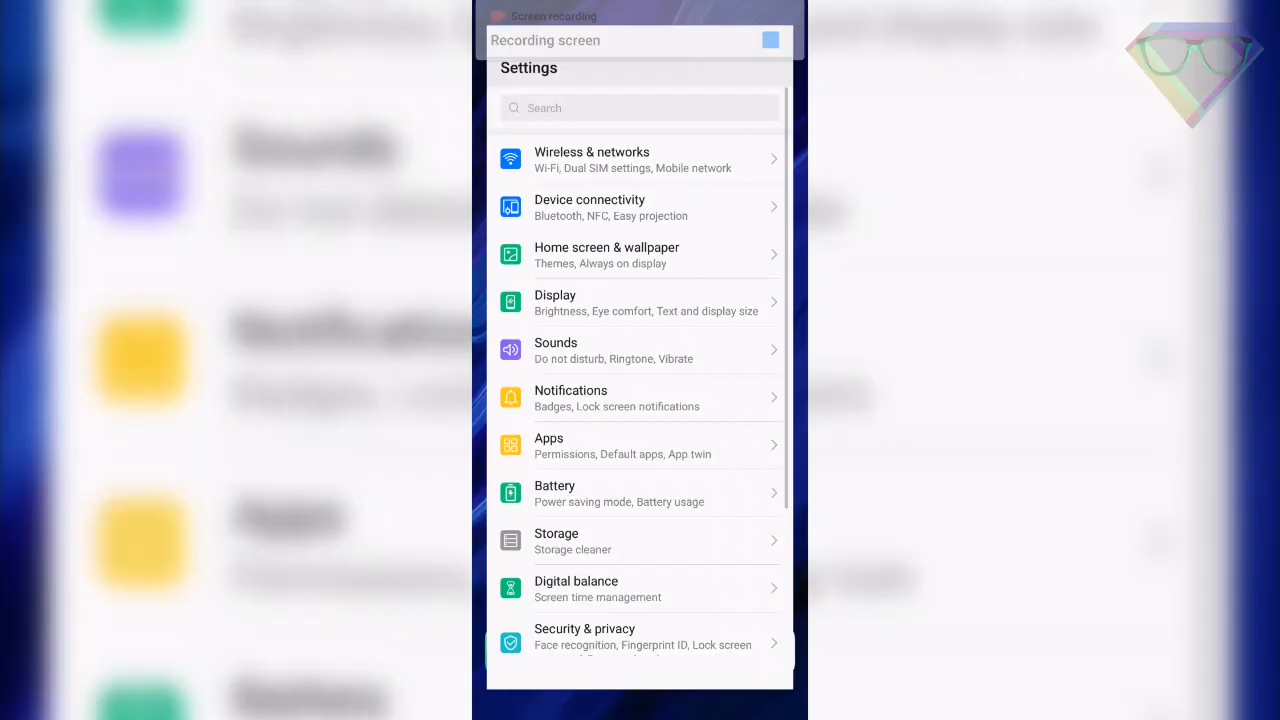 Screen recording
Recording screen
Settings
Search
Wireless & networks
Wi-Fi, Dual SIM settings, Mobile network
Device connectivity
Bluetooth, NFC, Easy projection
Home screen & wallpaper
Themes, Always on display
Display
Brightness, Eye comfort, Text and display size
Sounds
Do not disturb, Ringtone, Vibrate
Notifications
Badges, Lock screen notifications
Apps
Permissions, Default apps, App twin
Battery
Power saving mode, Battery usage
Storage
Storage cleaner
Digital balance
Screen time management
Security & privacy
Face recognition, Fingerprint ID, Lock screen